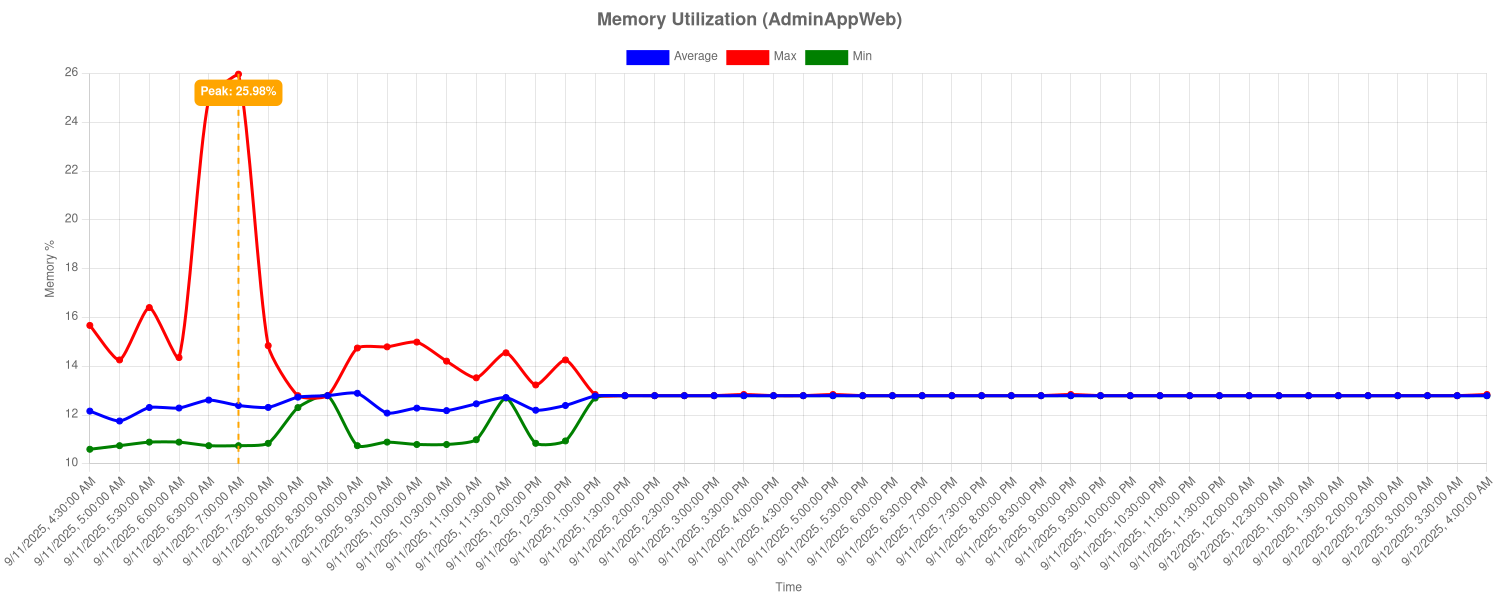 Memory Utilization (AdminAppWeb)
Average Max Min
Peak: 25.98%
26
24
22
20
18
16
14
12
10
Memory %
9/11/2025, 4:30:00 AM
9/11/2025, 5:00:00 AM
9/11/2025, 5:30:00 AM
9/11/2025, 6:00:00 AM
9/11/2025, 6:30:00 AM
9/11/2025, 7:00:00 AM
9/11/2025, 7:30:00 AM
9/11/2025, 8:00:00 AM
9/11/2025, 8:30:00 AM
9/11/2025, 9:00:00 AM
9/11/2025, 9:30:00 AM
9/11/2025, 10:00:00 AM
9/11/2025, 10:30:00 AM
9/11/2025, 11:00:00 AM
9/11/2025, 11:30:00 AM
9/11/2025, 12:00:00 PM
9/11/2025, 12:30:00 PM
9/11/2025, 1:00:00 PM
9/11/2025, 1:30:00 PM
9/11/2025, 2:00:00 PM
9/11/2025, 2:30:00 PM
9/11/2025, 3:00:00 PM
9/11/2025, 3:30:00 PM
9/11/2025, 4:00:00 PM
9/11/2025, 4:30:00 PM
9/11/2025, 5:00:00 PM
9/11/2025, 5:30:00 PM
9/11/2025, 6:00:00 PM
9/11/2025, 6:30:00 PM
9/11/2025, 7:00:00 PM
9/11/2025, 7:30:00 PM
9/11/2025, 8:00:00 PM
9/11/2025, 8:30:00 PM
9/11/2025, 9:00:00 PM
9/11/2025, 9:30:00 PM
9/11/2025, 10:00:00 PM
9/11/2025, 10:30:00 PM
9/11/2025, 11:00:00 PM
9/11/2025, 11:30:00 PM
9/12/2025, 12:00:00 AM
9/12/2025, 12:30:00 AM
9/12/2025, 1:00:00 AM
9/12/2025, 1:30:00 AM
9/12/2025, 2:00:00 AM
9/12/2025, 2:30:00 AM
9/12/2025, 3:00:00 AM
9/12/2025, 3:30:00 AM
9/12/2025, 4:00:00 AM
Time